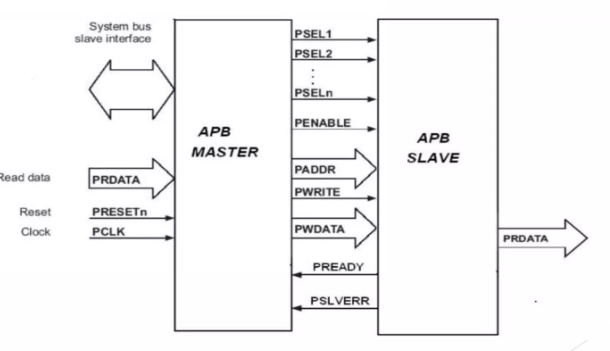 System bus
slave interface
PSEL1
PSEL2
PSELn
PENABLE
APB
MASTER
APB
SLAVE
Read data
PRDATA
PADDR
PWRITE
Reset
PRESETn
Clock
PCLK
PWDATA
PRDATA
PREADY
PSLVERR